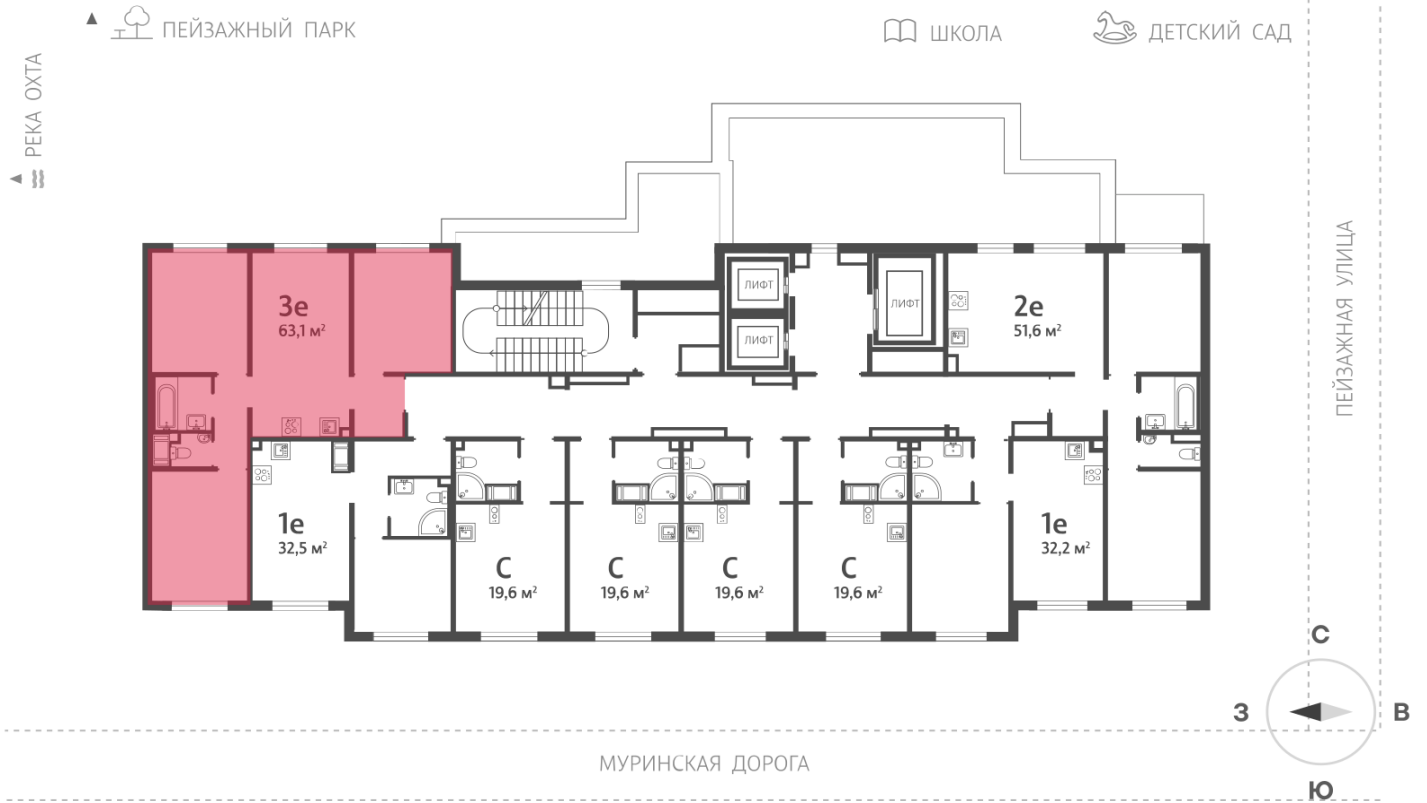 ПЕЙЗАЖНЫЙ ПАРК
ШКОЛА
ДЕТСКИЙ САД
РЕКА ОХТА
ПЕЙЗАЖНАЯ УЛИЦА
ЛИФТ
ЛИФТ
ЛИФТ
3е
63,1 м²
2е
51,6 м²
1е
32,5 м²
С
19,6 м²
С
19,6 м²
С
19,6 м²
С
19,6 м²
1е
32,2 м²
С
З
В
Ю
МУРИНСКАЯ ДОРОГА